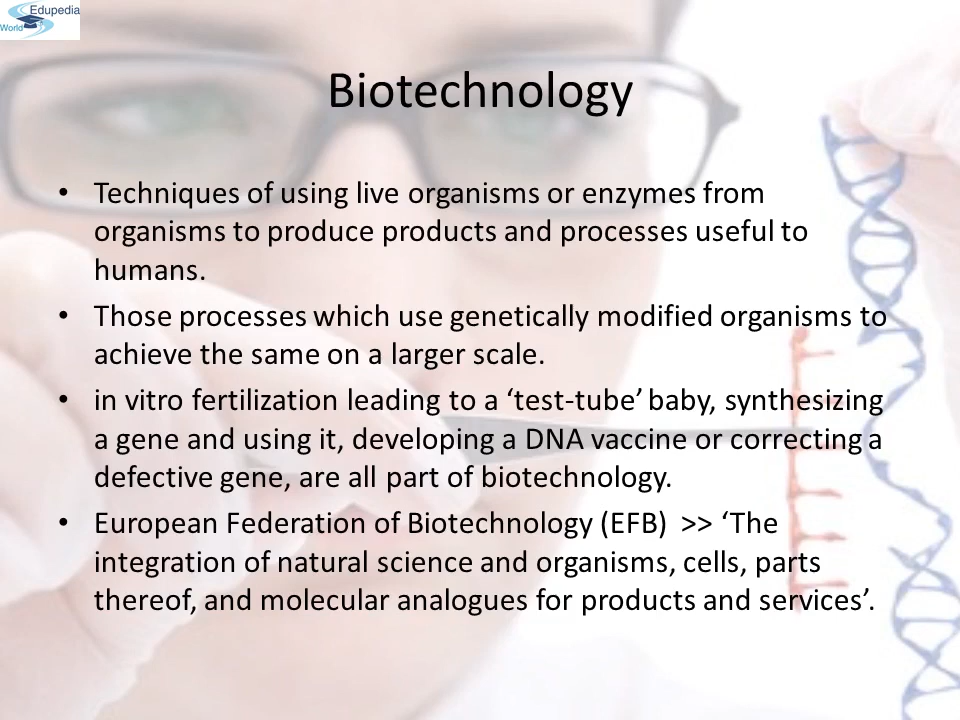 Edupedia
World
Biotechnology
• Techniques of using live organisms or enzymes from
organisms to produce products and processes useful to
humans.
• Those processes which use genetically modified organisms to
achieve the same on a larger scale.
• in vitro fertilization leading to a ‘test-tube’ baby, synthesizing
a gene and using it, developing a DNA vaccine or correcting a
defective gene, are all part of biotechnology.
• European Federation of Biotechnology (EFB) >> ‘The
integration of natural science and organisms, cells, parts
thereof, and molecular analogues for products and services’.